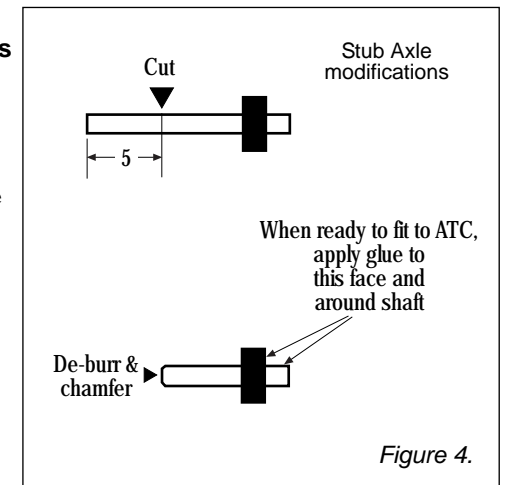 s
Stub Axle
modifications
Cut
5
e
When ready to fit to ATC,
apply glue to
this face and
around shaft
De-burr &
chamfer
Figure 4.